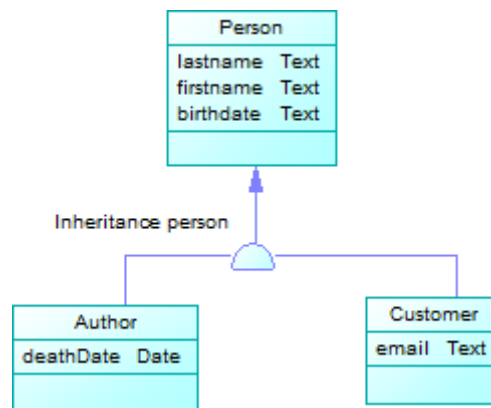 Person
lastname Text
firstname Text
birthdate Text
Inheritance person
Author
deathDate Date
Customer
email Text